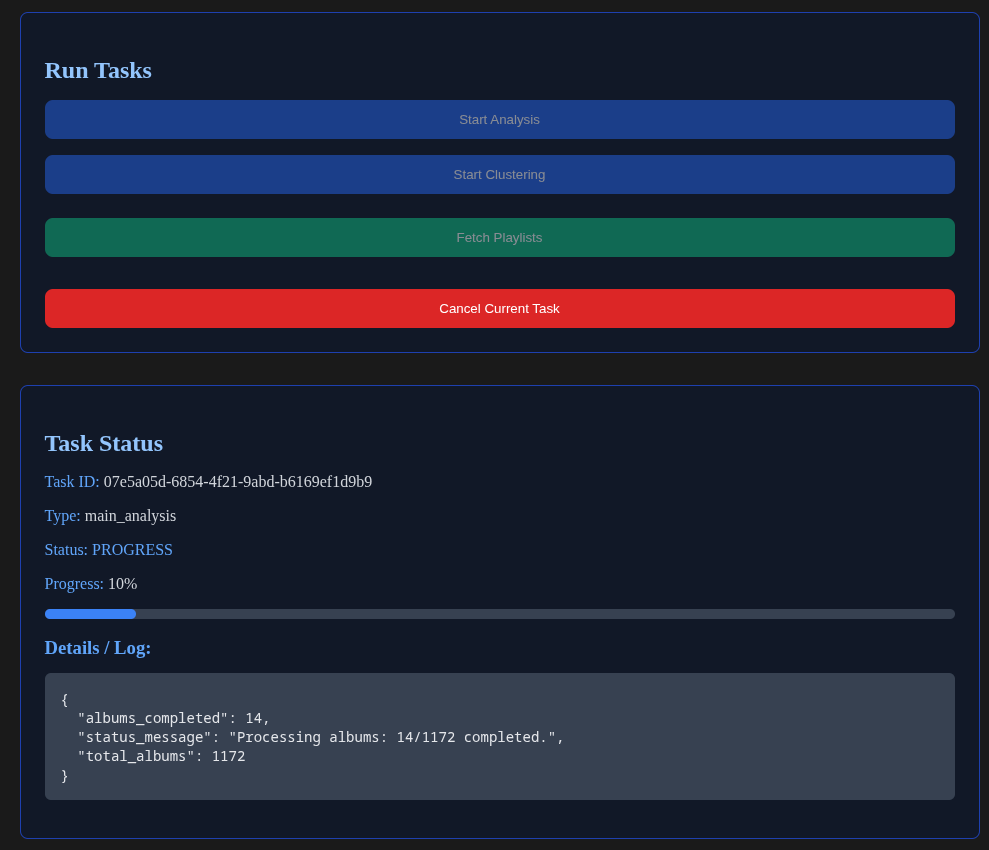 Run Tasks
Start Analysis
Start Clustering
Fetch Playlists
Cancel Current Task
Task Status
Task ID: 07e5a05d-6854-4f21-9abd-b6169ef1d9b9
Type: main_analysis
Status: PROGRESS
Progress: 10%
Details / Log:
{
  "albums_completed": 14,
  "status_message": "Processing albums: 14/1172 completed.",
  "total_albums": 1172
}